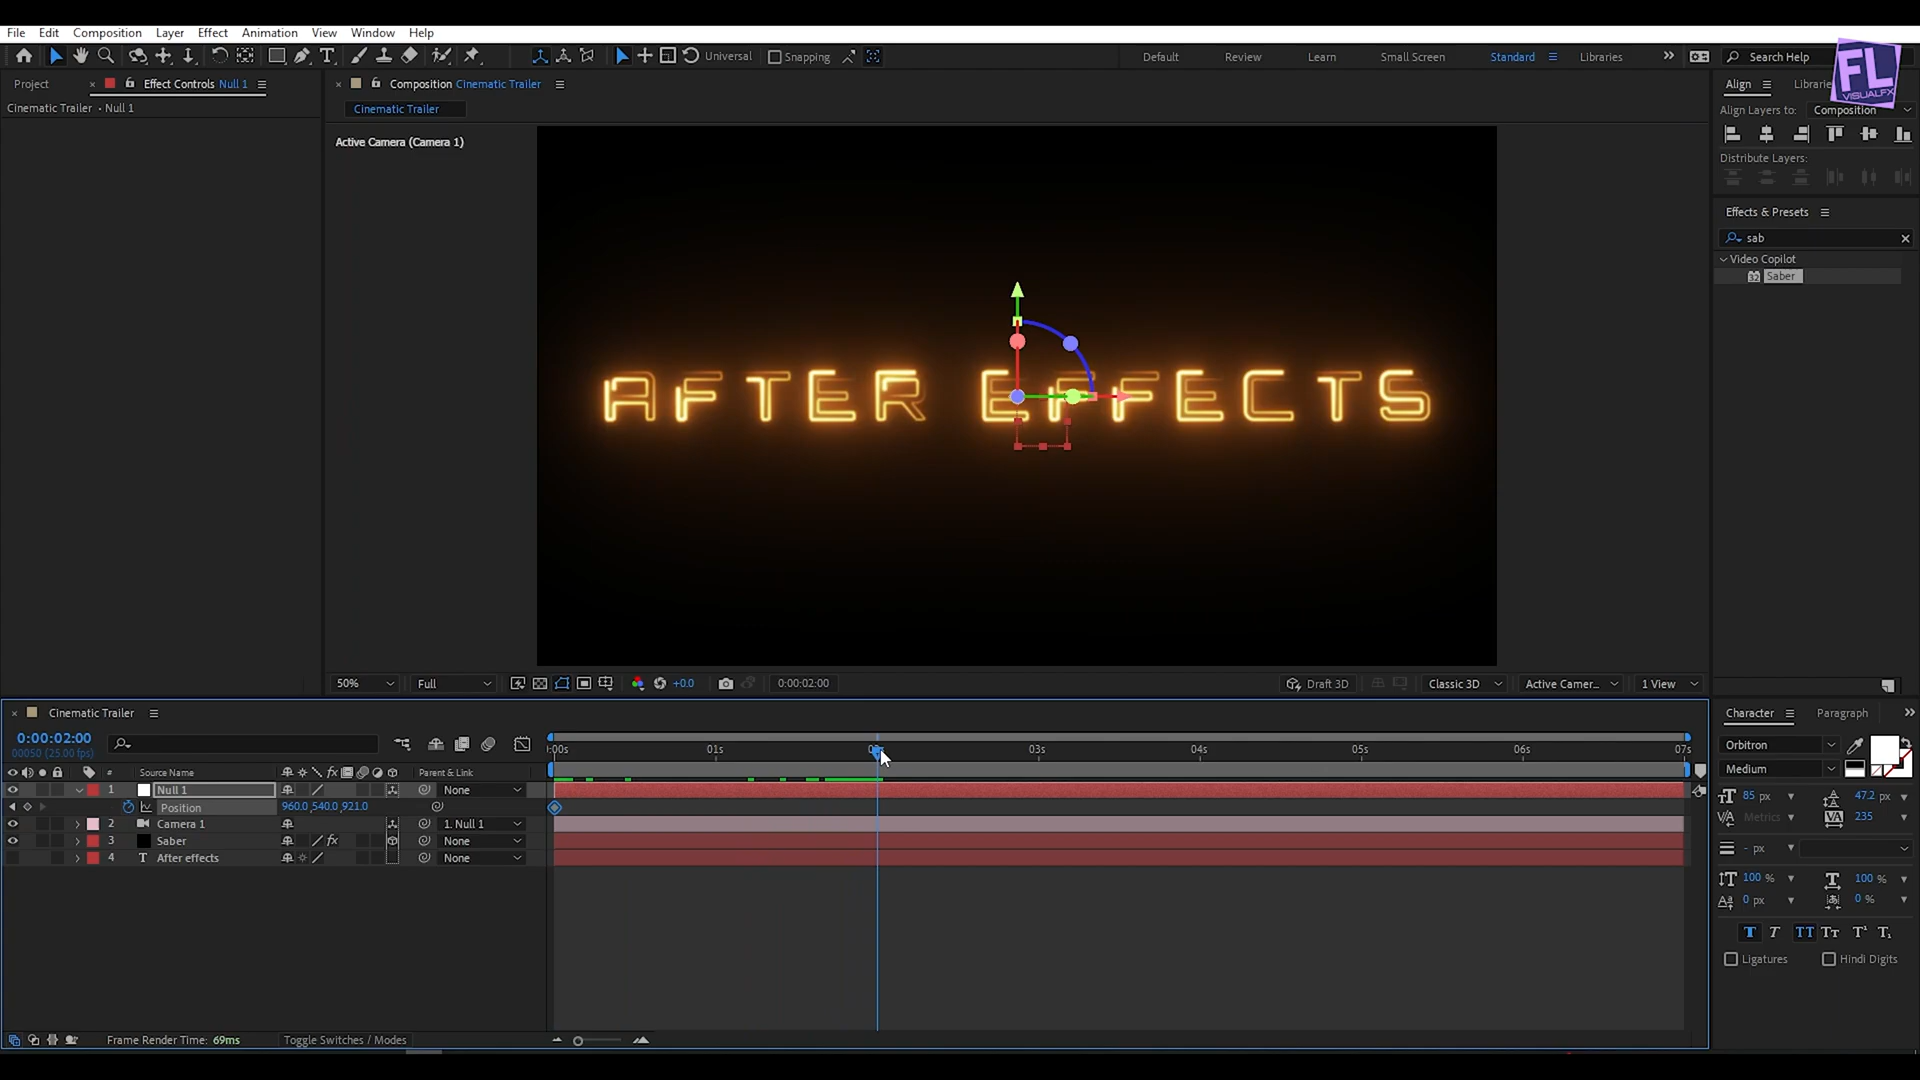 File Edit Composition Layer Effect Animation View Window Help
Universal Snapping Default Review Learn Small Screen Standard Libraries Search Help
FL
VISUALFX
Project Effect Controls Null 1 Composition Cinematic Trailer Align
Cinematic Trailer • Null 1 Cinematic Trailer Align Layers to: Composition
Active Camera (Camera 1)
Distribute Layers:
Effects & Presets
sab
Video Copilot
32 Saber
AFTER EFFECTS
50% Full +0.0 0:00:02:00 Draft 3D Classic 3D Active Camer... 1 View
Cinematic Trailer Character Paragraph
0:00:02:00
00050 (25.00 fps)
:00s 01s 03s 04s 05s 06s 07s
Orbitron
Medium
# Source Name fx Parent & Link
1 Null 1 None
Position 960.0,540.0,921.0
2 Camera 1 1. Null 1
3 Saber fx None
4 T After effects None
85 px 47.2 px
Metrics 235
- px
100 % 100 %
0 px 0 %
T T TT Tt T¹ T₁
Ligatures Hindi Digits
Frame Render Time: 69ms Toggle Switches / Modes